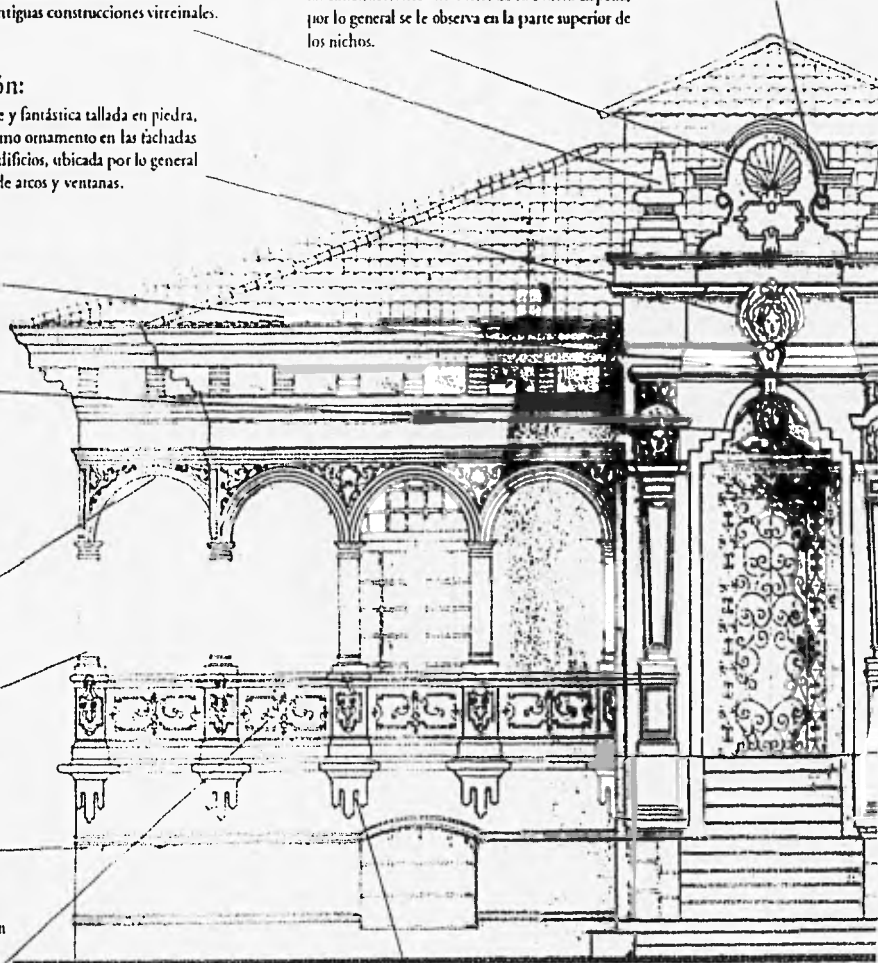 ntiguas construcciones virreinales.
por lo general se le observa en la parte superior de
los nichos.
ón:
e y fantástica tallada en piedra,
mo ornamento en las fachadas
dificios, ubicada por lo general
de arcos y ventanas.
n